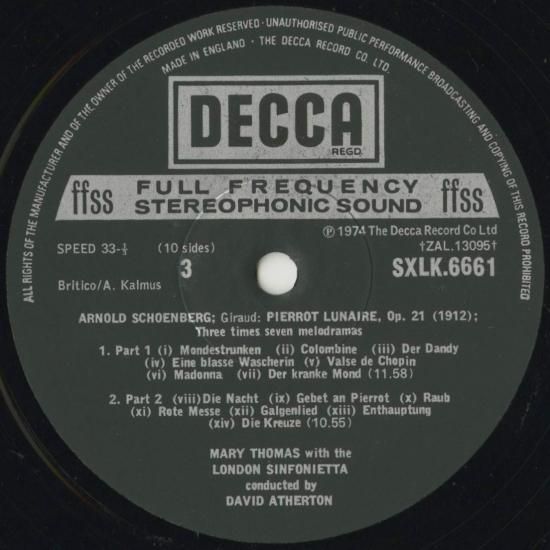 ALL RIGHTS OF THE MANUFACTURER AND OF THE OWNER OF THE RECORDED WORK RESERVED · UNAUTHORISED PUBLIC PERFORMANCE BROADCASTING AND COPYING OF THIS RECORD PROHIBITED
MADE IN ENGLAND · THE DECCA RECORD CO. LTD.
DECCA
REGD.
ffss FULL FREQUENCY STEREOPHONIC SOUND ffss
Ⓟ 1974 The Decca Record Co Ltd
SPEED 33-⅓ (10 sides) †ZAL.13095†
3 SXLK.6661
Britico/A. Kalmus
ARNOLD SCHOENBERG; Giraud: PIERROT LUNAIRE, Op. 21 (1912);
Three times seven melodramas
1. Part 1 (i) Mondestrunken (ii) Colombine (iii) Der Dandy
(iv) Eine blasse Wascherin (v) Valse de Chopin
(vi) Madonna (vii) Der kranke Mond (11.58)
2. Part 2 (viii) Die Nacht (ix) Gebet an Pierrot (x) Raub
(xi) Rote Messe (xii) Galgenlied (xiii) Enthauptung
(xiv) Die Kreuze (10.55)
MARY THOMAS with the
LONDON SINFONIETTA
conducted by
DAVID ATHERTON